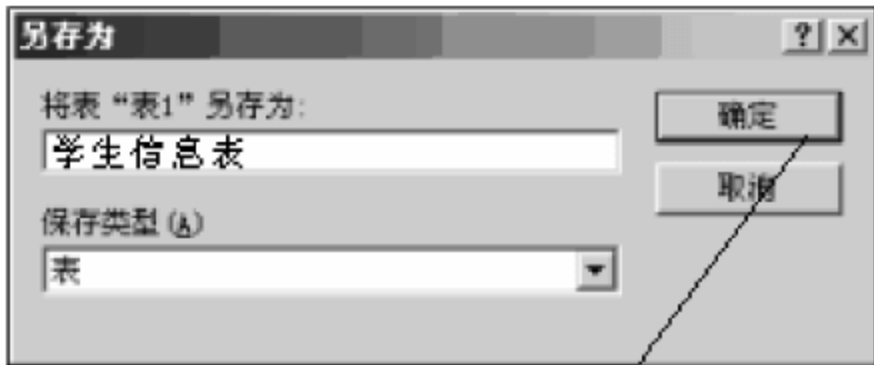 另存为
将表“表1”另存为:
学生信息表
确定
取消
保存类型(A)
表